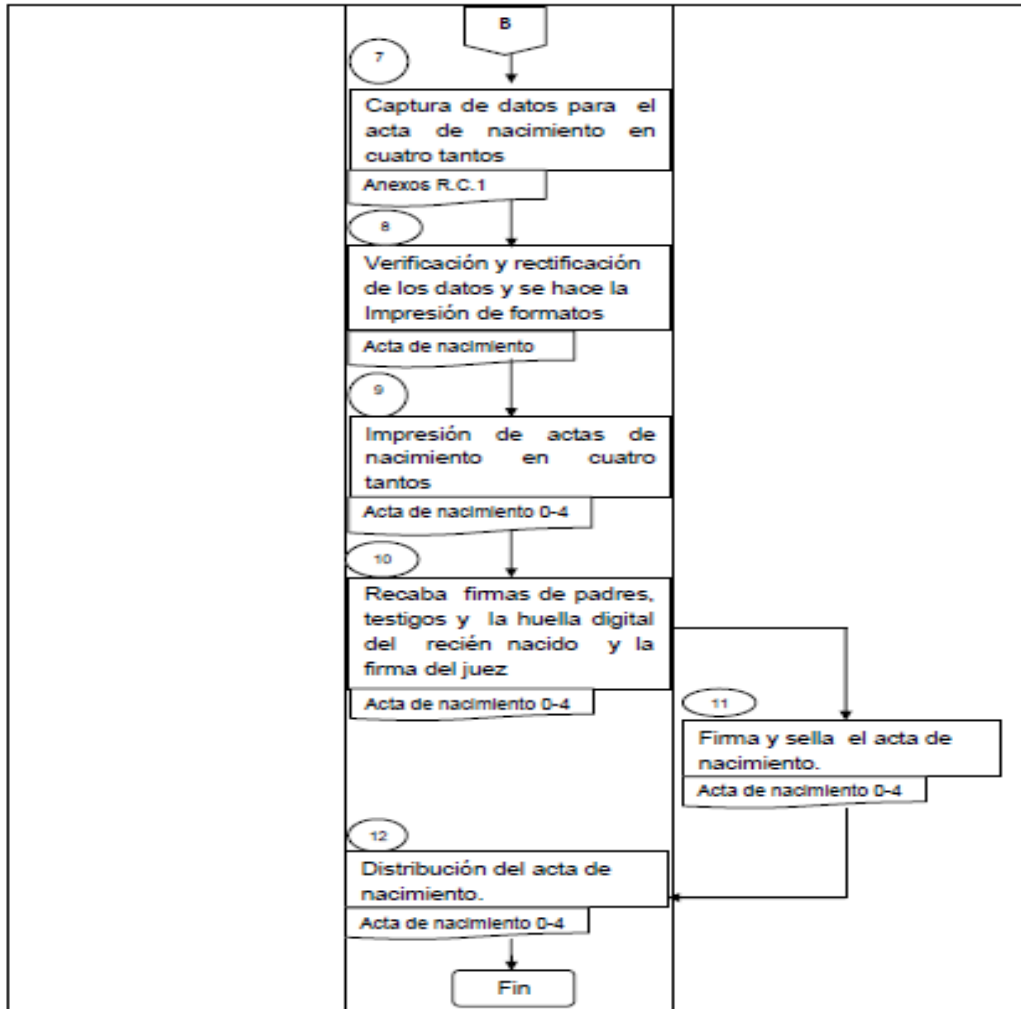 B
7
Captura de datos para el
acta de nacimiento en
cuatro tantos
Anexos R.C.1
8
Verificación y rectificación
de los datos y se hace la
Impresión de formatos
Acta de nacimiento
9
Impresión de actas de
nacimiento en cuatro
tantos
Acta de nacimiento 0-4
10
Recaba firmas de padres,
testigos y la huella digital
del recién nacido y la
firma del juez
Acta de nacimiento 0-4
11
Firma y sella el acta de
nacimiento.
Acta de nacimiento 0-4
12
Distribución del acta de
nacimiento.
Acta de nacimiento 0-4
Fin